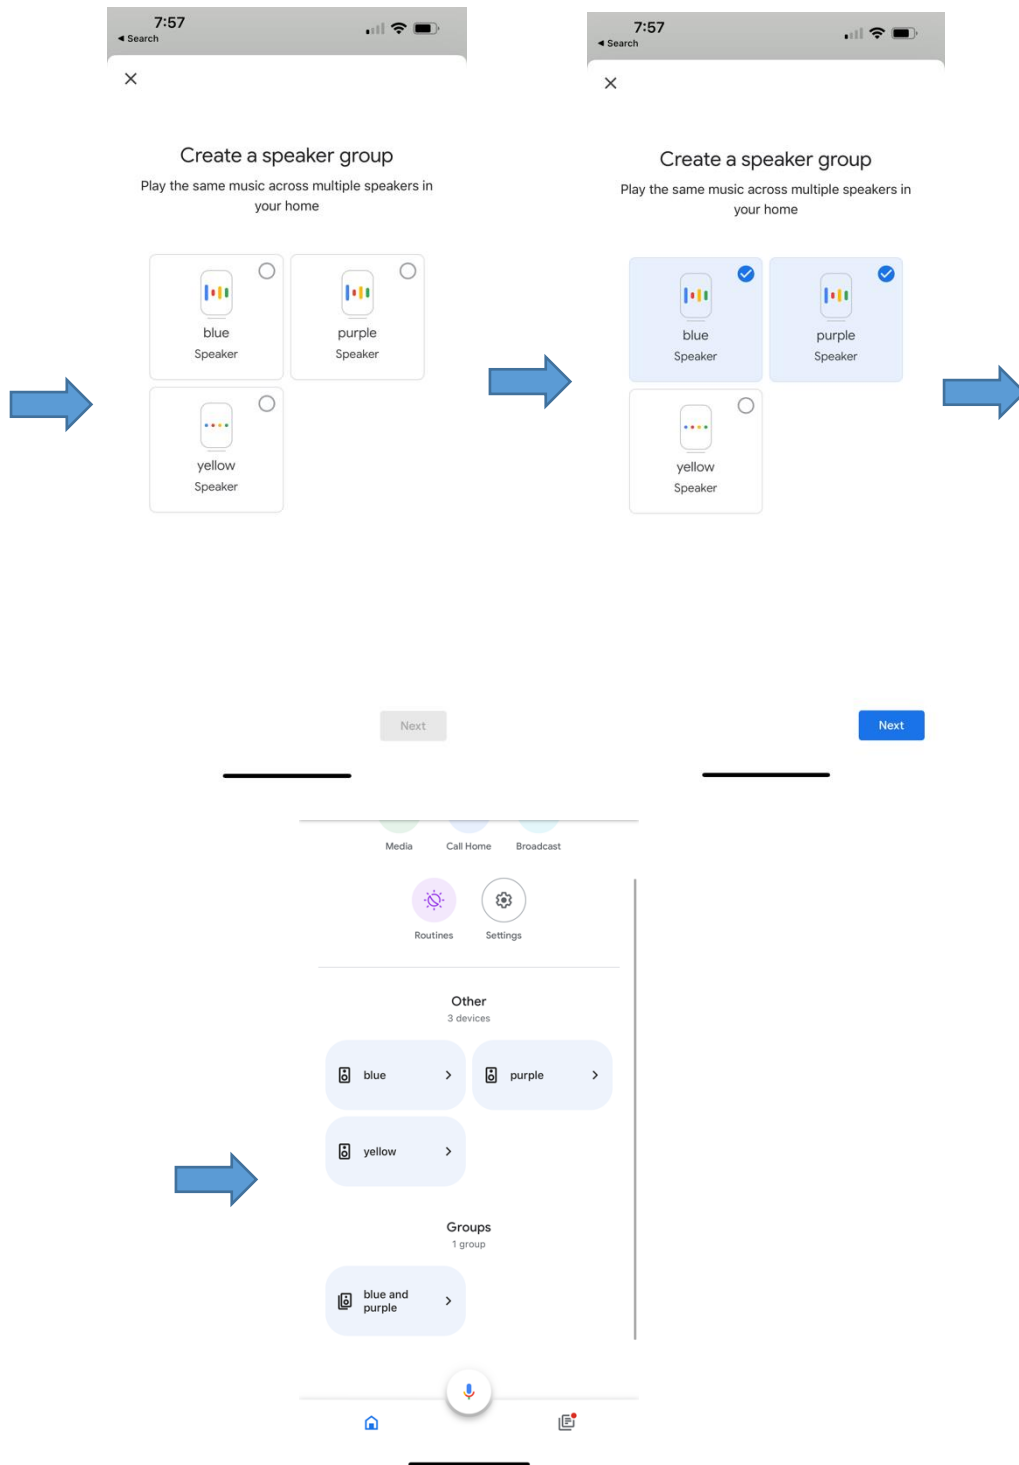 7:57
◀ Search
Create a speaker group
Play the same music across multiple speakers in
your home
blue
Speaker
purple
Speaker
yellow
Speaker
Next
7:57
◀ Search
Create a speaker group
Play the same music across multiple speakers in
your home
blue
Speaker
purple
Speaker
yellow
Speaker
Next
Media
Call Home
Broadcast
Routines
Settings
Other
3 devices
blue
purple
yellow
Groups
1 group
blue and
purple